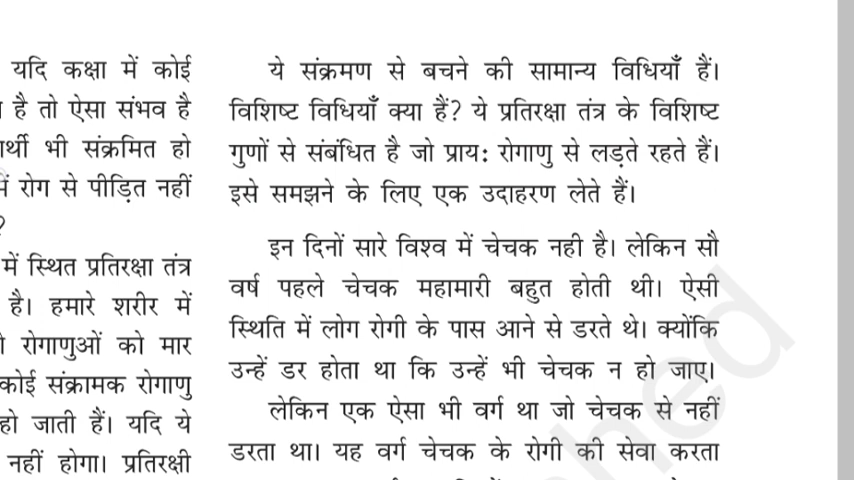 यदि कक्षा में कोई
है तो ऐसा संभव है
भी संक्रमित हो
रोग से पीड़ित नहीं
?
में स्थित प्रतिरक्षा तंत्र
है। हमारे शरीर में
रोगाणुओं को मार
कोई संक्रामक रोगाणु
हो जाती हैं। यदि ये
नहीं होगा। प्रतिरक्षी
ये संक्रमण से बचने की सामान्य विधियाँ हैं।
विशिष्ट विधियाँ क्या हैं? ये प्रतिरक्षा तंत्र के विशिष्ट
गुणों से संबंधित है जो प्राय: रोगाणु से लड़ते रहते हैं।
इसे समझने के लिए एक उदाहरण लेते हैं।
इन दिनों सारे विश्व में चेचक नही है। लेकिन सौ
वर्ष पहले चेचक महामारी बहुत होती थी। ऐसी
स्थिति में लोग रोगी के पास आने से डरते थे। क्योंकि
उन्हें डर होता था कि उन्हें भी चेचक न हो जाए।
लेकिन एक ऐसा भी वर्ग था जो चेचक से नहीं
डरता था। यह वर्ग चेचक के रोगी की सेवा करता